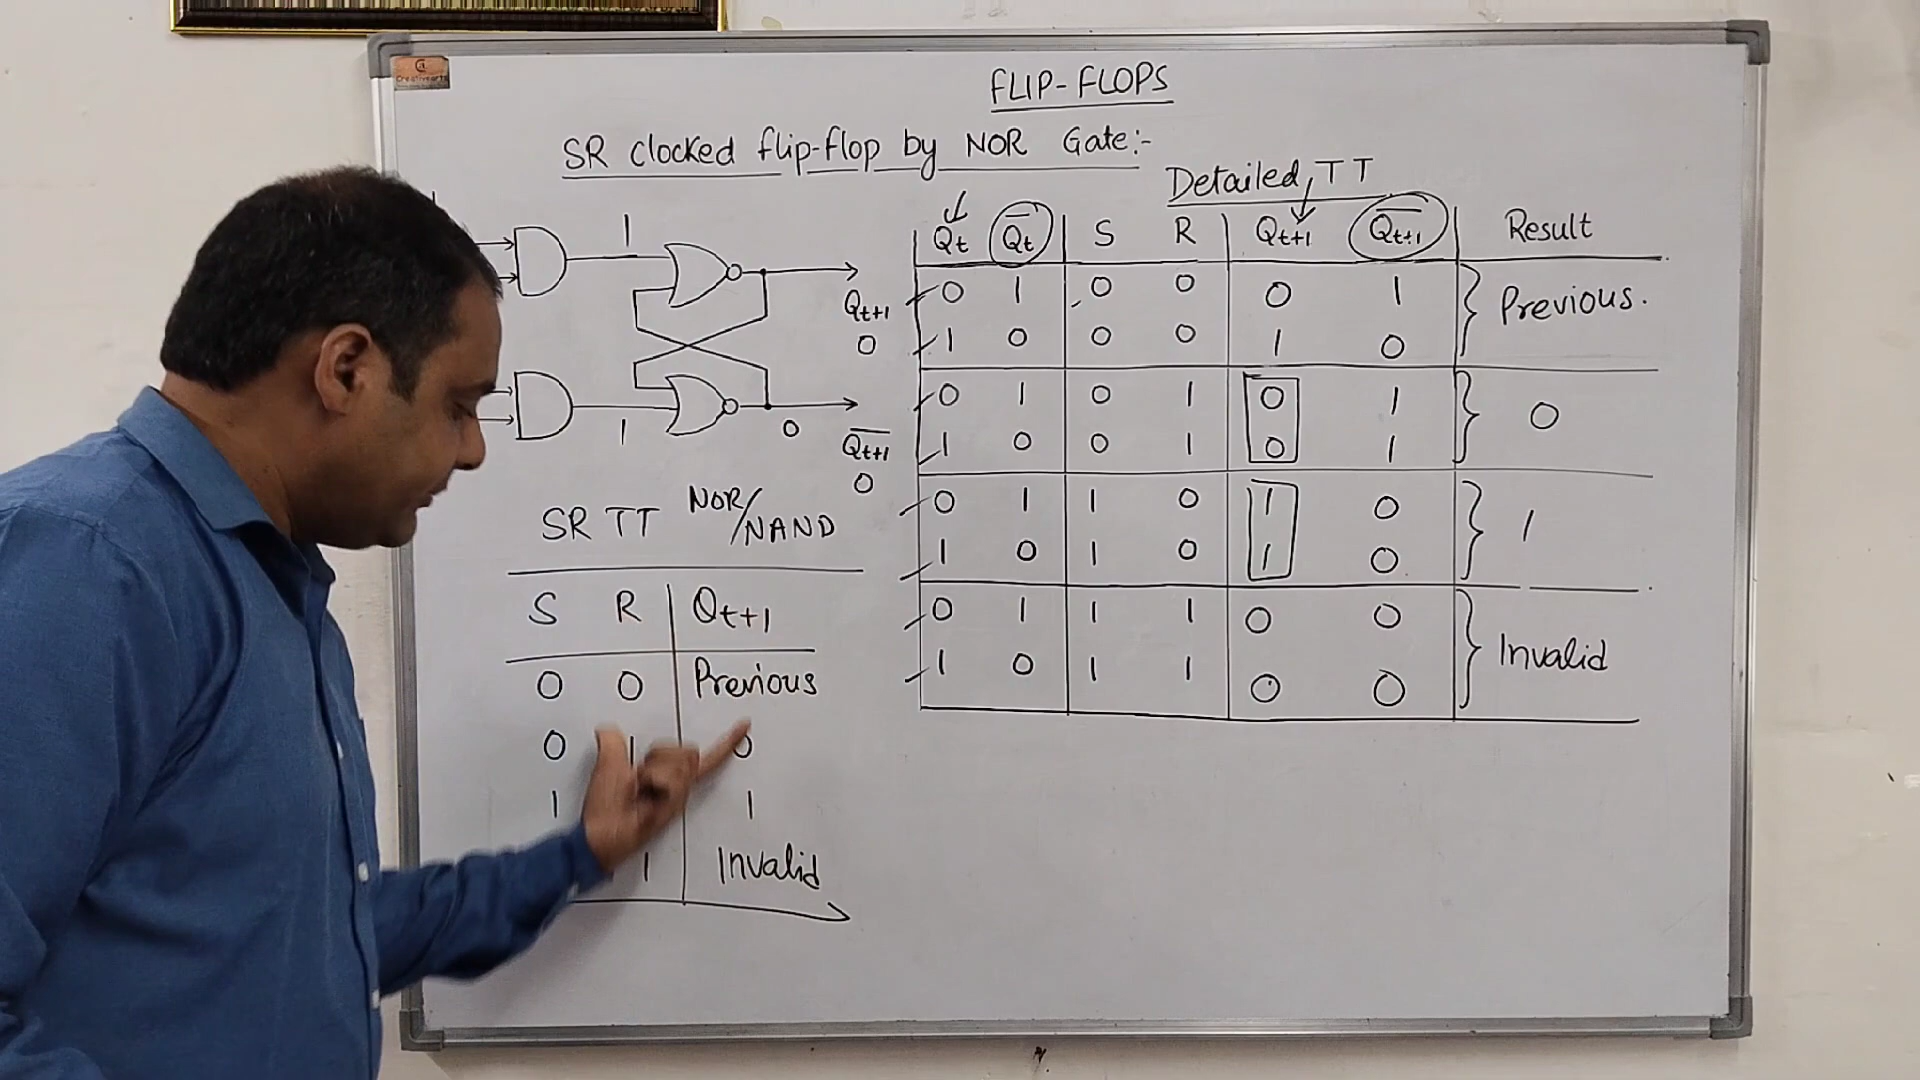 FLIP-FLOPS
SR clocked flip-flop by NOR Gate:-
Detailed TT
Qt Q̅t̅ S R Qt+1 Q̅t̅+̅1̅ Result
0 1 0 0 0 1 Previous.
1 0 0 0 1 0
0 1 0 1 0 1 0
1 0 0 1 0 1
0 1 1 0 1 0 1
1 0 1 0 1 0
0 1 1 1 0 0 Invalid
1 0 1 1 0 0
1
Qt+1
0
1
0
Q̅t̅+̅1̅
0
SR TT NOR/NAND
S R Qt+1
0 0 Previous
0 1 0
1 1
1 Invalid
Creativearts